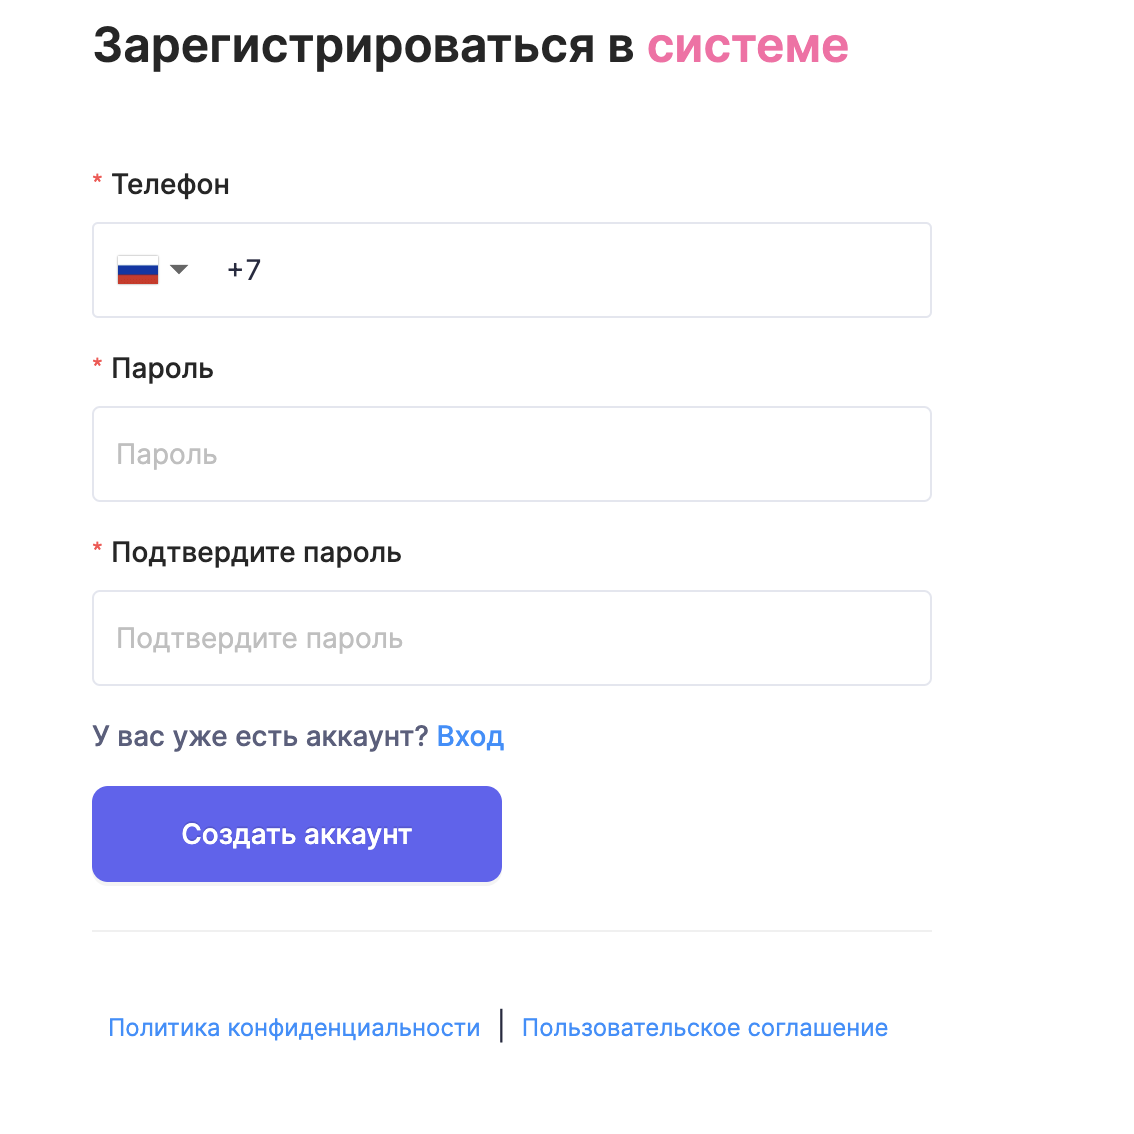 Зарегистрироваться в системе
* Телефон
+7
* Пароль
Пароль
* Подтвердите пароль
Подтвердите пароль
У вас уже есть аккаунт? Вход
Создать аккаунт
Политика конфиденциальности | Пользовательское соглашение